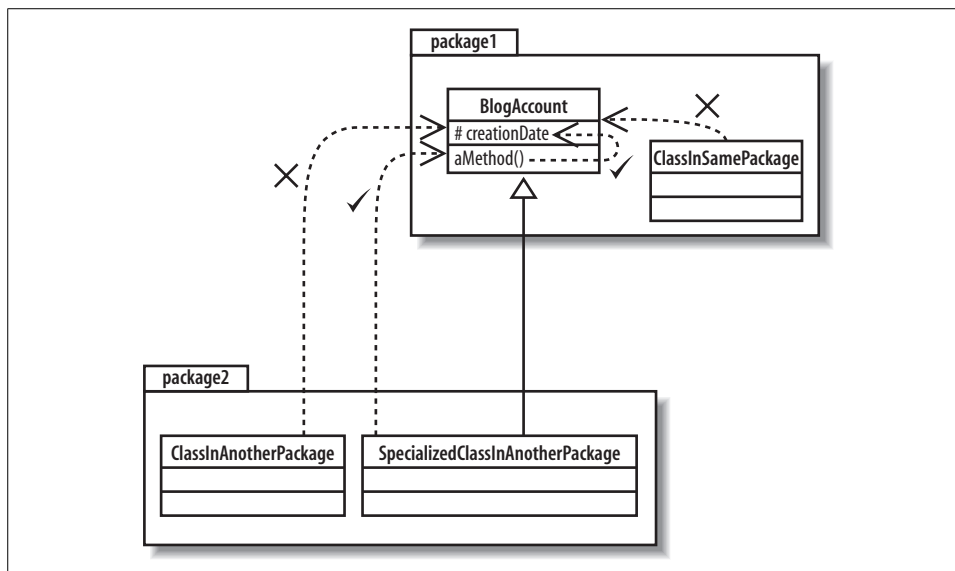 package1
BlogAccount
# creationDate
aMethod()
ClassInSamePackage
package2
ClassInAnotherPackage
SpecializedClassInAnotherPackage